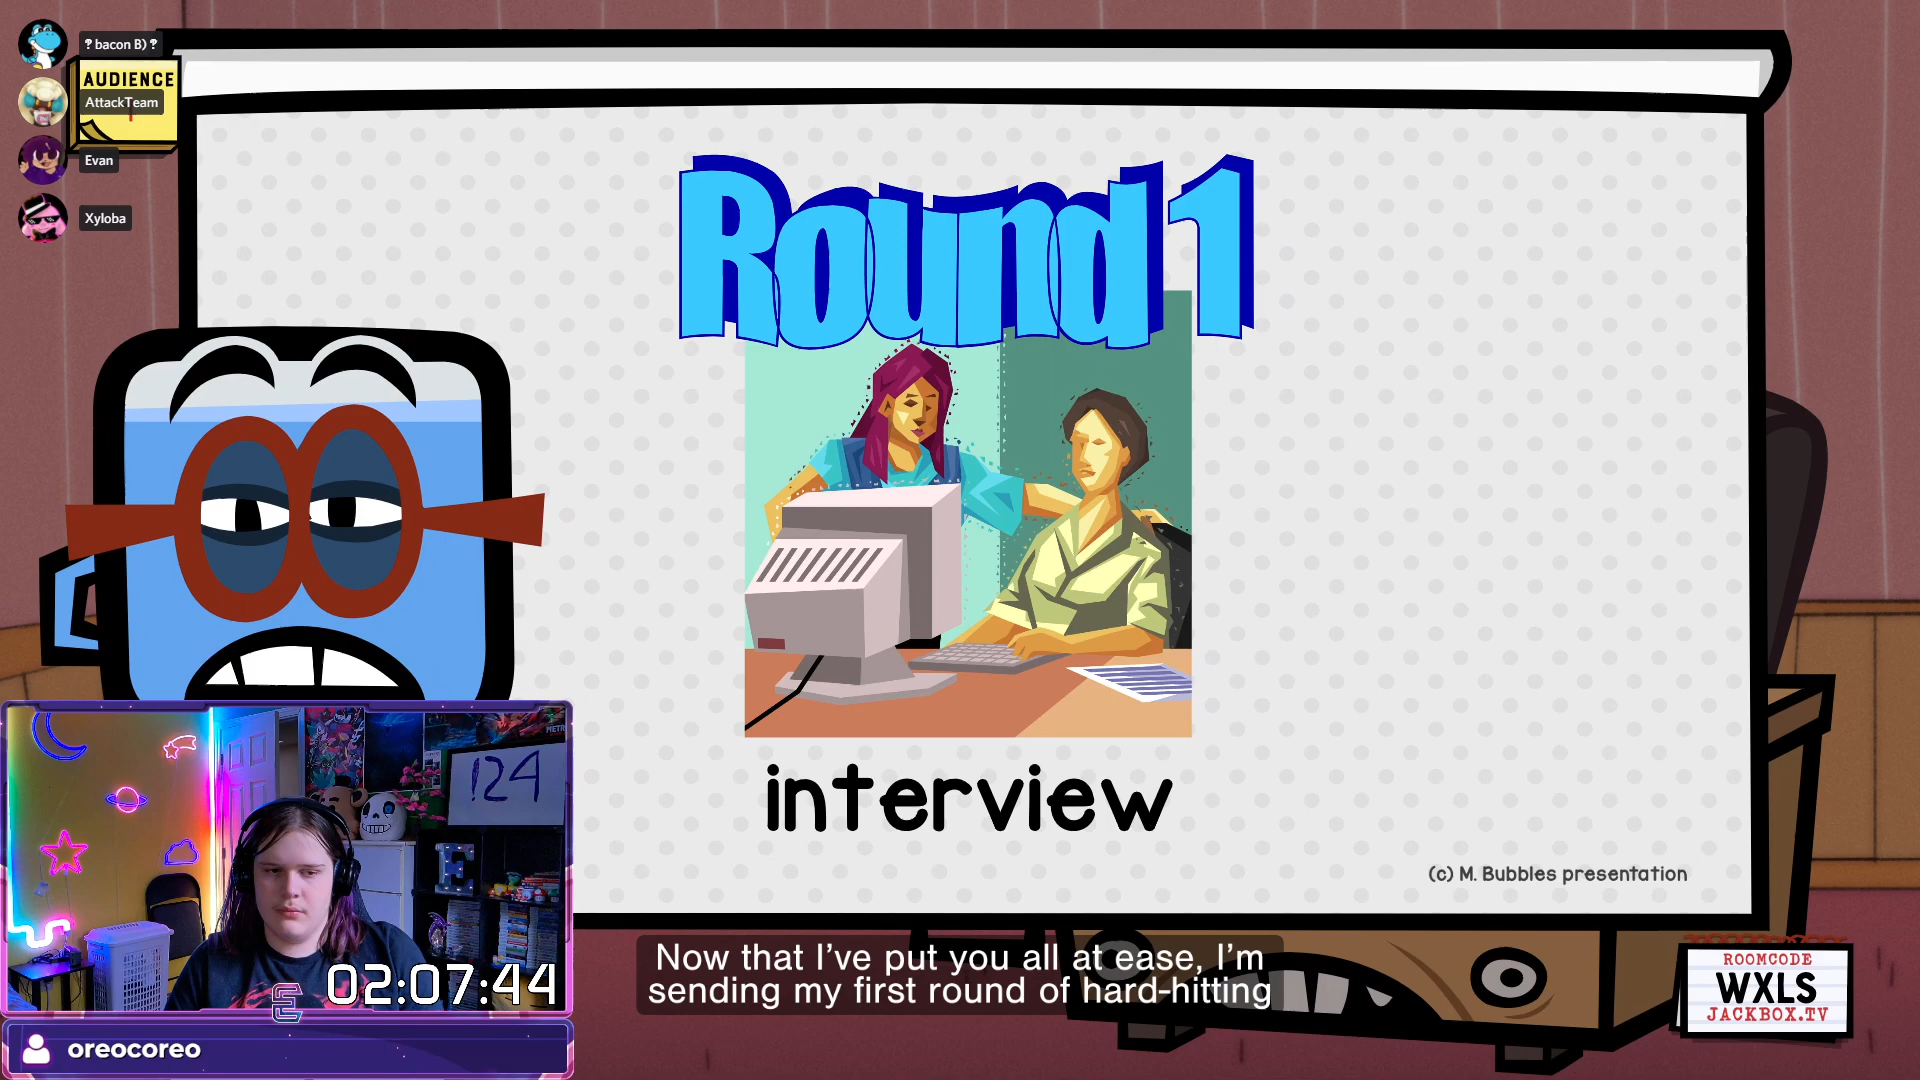 ‽ bacon B) ‽
AUDIENCE
AttackTeam
Evan
Xyloba
Round 1
interview
(c) M. Bubbles presentation
124
E
02:07:44
oreocoreo
Now that I've put you all at ease, I'm
sending my first round of hard-hitting
ROOMCODE
WXLS
JACKBOX.TV